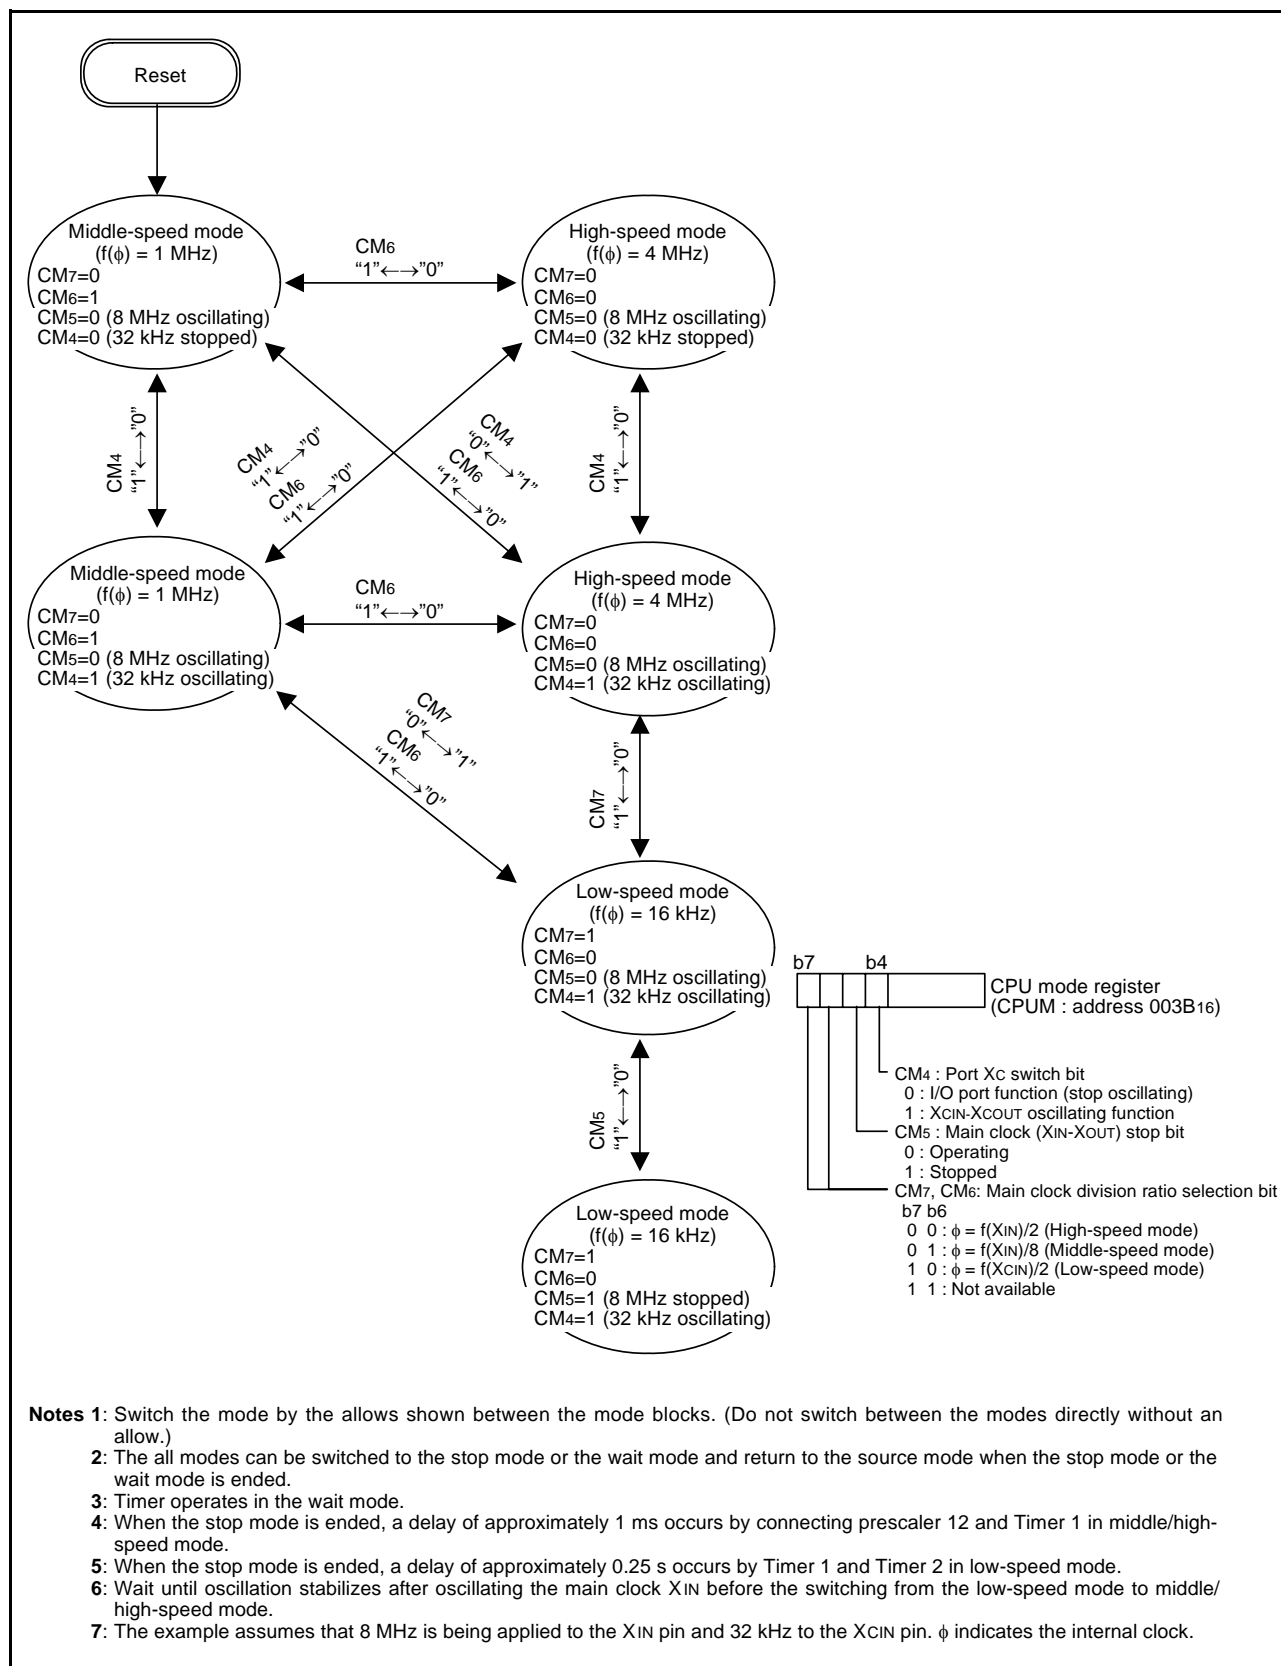 Reset
Middle-speed mode
(f(ϕ) = 1 MHz)
CM7=0
CM6=1
CM5=0 (8 MHz oscillating)
CM4=0 (32 kHz stopped)
CM6
“1”←→”0”
High-speed mode
(f(ϕ) = 4 MHz)
CM7=0
CM6=0
CM5=0 (8 MHz oscillating)
CM4=0 (32 kHz stopped)
CM4
“1”←→”0”
CM4
“1”←→”0”
CM6
“1”←→”0”
CM4
“0”←→”1”
CM6
“1”←→”0”
CM4
“1”←→”0”
Middle-speed mode
(f(ϕ) = 1 MHz)
CM7=0
CM6=1
CM5=0 (8 MHz oscillating)
CM4=1 (32 kHz oscillating)
CM6
“1”←→”0”
High-speed mode
(f(ϕ) = 4 MHz)
CM7=0
CM6=0
CM5=0 (8 MHz oscillating)
CM4=1 (32 kHz oscillating)
CM7
“0”←→”1”
CM6
“1”←→”0”
CM7
“1”←→”0”
Low-speed mode
(f(ϕ) = 16 kHz)
CM7=1
CM6=0
CM5=0 (8 MHz oscillating)
CM4=1 (32 kHz oscillating)
CM5
“1”←→”0”
Low-speed mode
(f(ϕ) = 16 kHz)
CM7=1
CM6=0
CM5=1 (8 MHz stopped)
CM4=1 (32 kHz oscillating)
b7 b4
CPU mode register
(CPUM : address 003B16)
CM4 : Port XC switch bit
0 : I/O port function (stop oscillating)
1 : XCIN-XCOUT oscillating function
CM5 : Main clock (XIN-XOUT) stop bit
0 : Operating
1 : Stopped
CM7, CM6: Main clock division ratio selection bit
b7 b6
0 0 : ϕ = f(XIN)/2 (High-speed mode)
0 1 : ϕ = f(XIN)/8 (Middle-speed mode)
1 0 : ϕ = f(XCIN)/2 (Low-speed mode)
1 1 : Not available
Notes 1: Switch the mode by the allows shown between the mode blocks. (Do not switch between the modes directly without an
allow.)
2: The all modes can be switched to the stop mode or the wait mode and return to the source mode when the stop mode or the
wait mode is ended.
3: Timer operates in the wait mode.
4: When the stop mode is ended, a delay of approximately 1 ms occurs by connecting prescaler 12 and Timer 1 in middle/high-
speed mode.
5: When the stop mode is ended, a delay of approximately 0.25 s occurs by Timer 1 and Timer 2 in low-speed mode.
6: Wait until oscillation stabilizes after oscillating the main clock XIN before the switching from the low-speed mode to middle/
high-speed mode.
7: The example assumes that 8 MHz is being applied to the XIN pin and 32 kHz to the XCIN pin. ϕ indicates the internal clock.